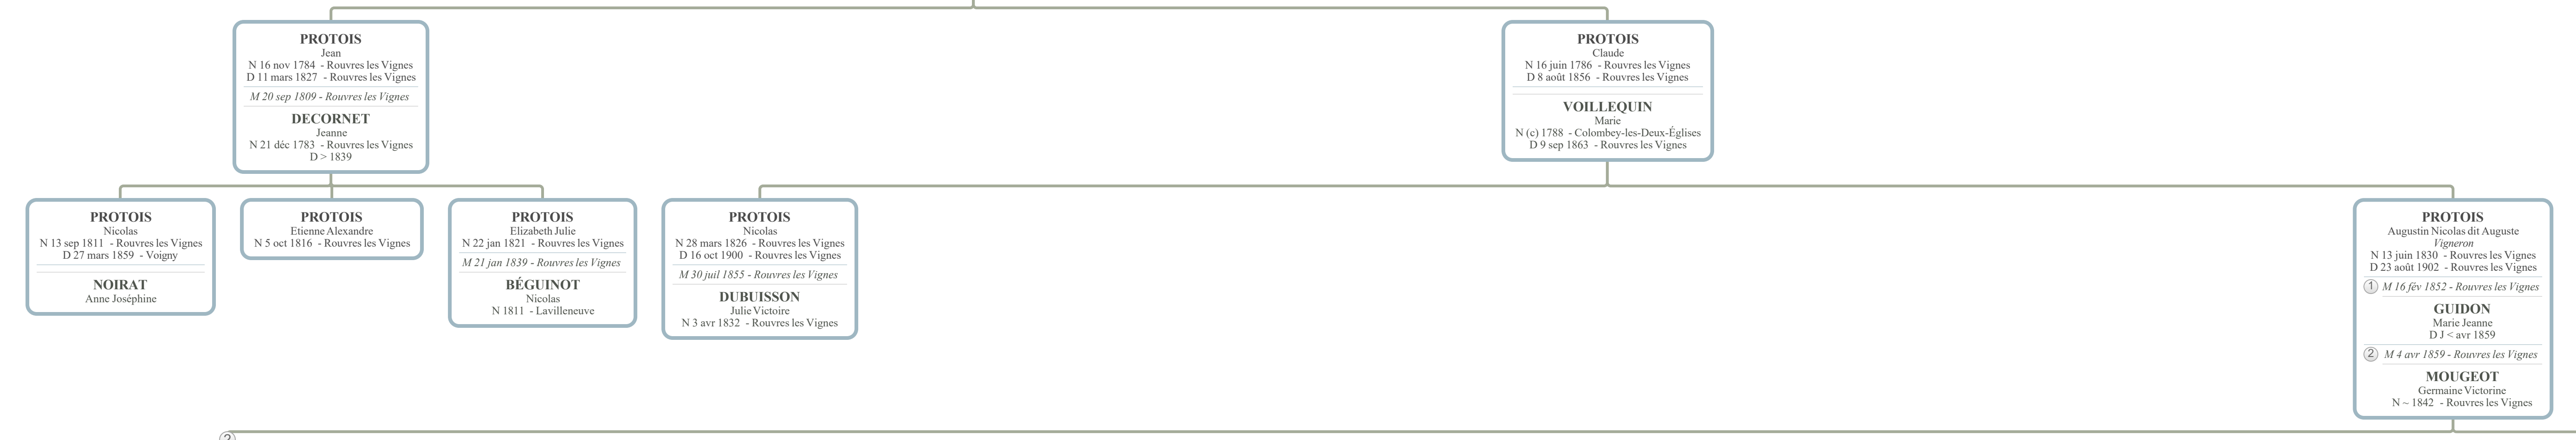 PROTOIS
Jean
N 16 nov 1784 - Rouvres les Vignes
D 11 mars 1827 - Rouvres les Vignes
M 20 sep 1809 - Rouvres les Vignes
DECORNET
Jeanne
N 21 déc 1783 - Rouvres les Vignes
D > 1839
PROTOIS
Claude
N 16 juin 1786 - Rouvres les Vignes
D 8 août 1856 - Rouvres les Vignes
VOILLEQUIN
Marie
N (c) 1788 - Colombey-les-Deux-Églises
D 9 sep 1863 - Rouvres les Vignes
PROTOIS
Nicolas
N 13 sep 1811 - Rouvres les Vignes
D 27 mars 1859 - Voigny
NOIRAT
Anne Joséphine
PROTOIS
Etienne Alexandre
N 5 oct 1816 - Rouvres les Vignes
PROTOIS
Elizabeth Julie
N 22 jan 1821 - Rouvres les Vignes
M 21 jan 1839 - Rouvres les Vignes
BÉGUINOT
Nicolas
N 1811 - Lavilleneuve
PROTOIS
Nicolas
N 28 mars 1826 - Rouvres les Vignes
D 16 oct 1900 - Rouvres les Vignes
M 30 juil 1855 - Rouvres les Vignes
DUBUISSON
Julie Victoire
N 3 avr 1832 - Rouvres les Vignes
PROTOIS
Augustin Nicolas dit Auguste
Vigneron
N 13 juin 1830 - Rouvres les Vignes
D 23 août 1902 - Rouvres les Vignes
1 M 16 fév 1852 - Rouvres les Vignes
GUIDON
Marie Jeanne
D J < avr 1859
2 M 4 avr 1859 - Rouvres les Vignes
MOUGEOT
Germaine Victorine
N ~ 1842 - Rouvres les Vignes
2